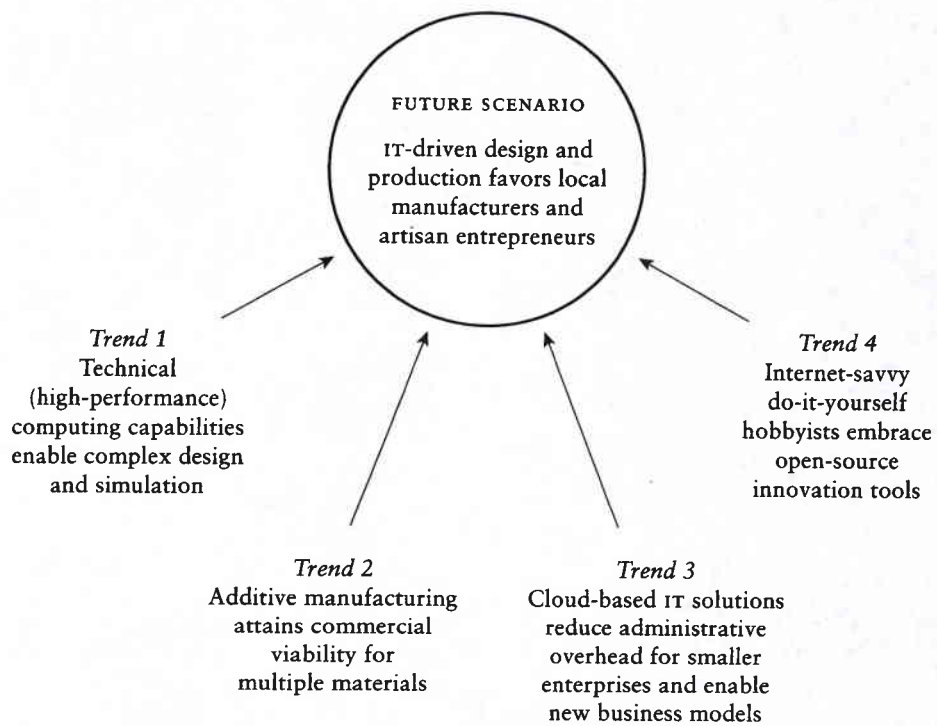 FUTURE SCENARIO
IT-driven design and
production favors local
manufacturers and
artisan entrepreneurs
Trend 1
Technical
(high-performance)
computing capabilities
enable complex design
and simulation
Trend 2
Additive manufacturing
attains commercial
viability for
multiple materials
Trend 3
Cloud-based IT solutions
reduce administrative
overhead for smaller
enterprises and enable
new business models
Trend 4
Internet-savvy
do-it-yourself
hobbyists embrace
open-source
innovation tools